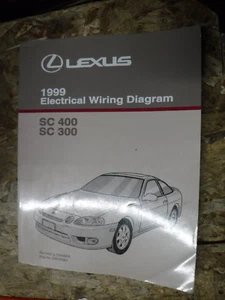 LEXUS
1999
Electrical Wiring Diagram
SC 400
SC 300